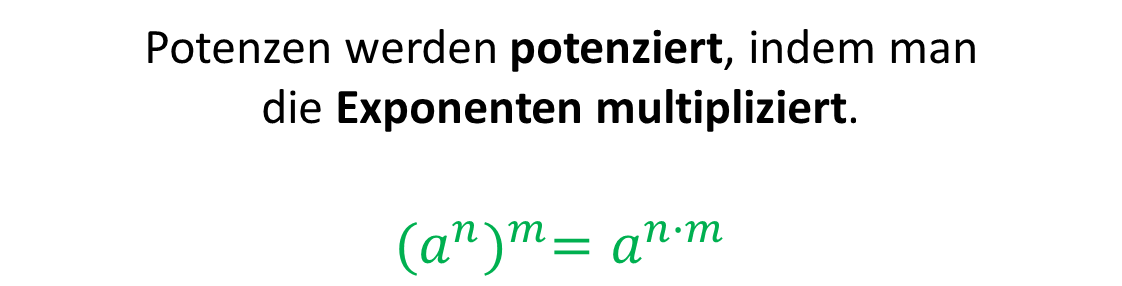 Potenzen werden potenziert, indem man
die Exponenten multipliziert.
(aⁿ)ᵐ= aⁿ·ᵐ